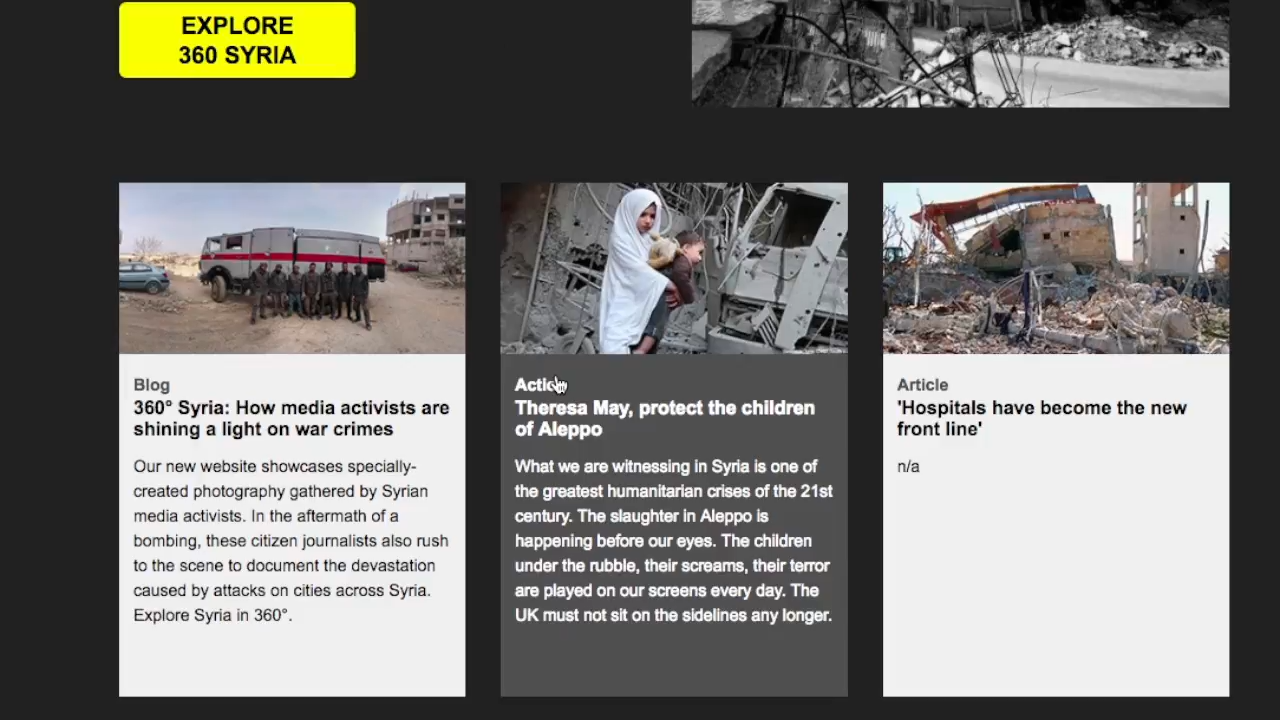 EXPLORE
360 SYRIA
Blog
360° Syria: How media activists are
shining a light on war crimes
Our new website showcases specially-
created photography gathered by Syrian
media activists. In the aftermath of a
bombing, these citizen journalists also rush
to the scene to document the devastation
caused by attacks on cities across Syria.
Explore Syria in 360°.
Action
Theresa May, protect the children
of Aleppo
What we are witnessing in Syria is one of
the greatest humanitarian crises of the 21st
century. The slaughter in Aleppo is
happening before our eyes. The children
under the rubble, their screams, their terror
are played on our screens every day. The
UK must not sit on the sidelines any longer.
Article
'Hospitals have become the new
front line'
n/a